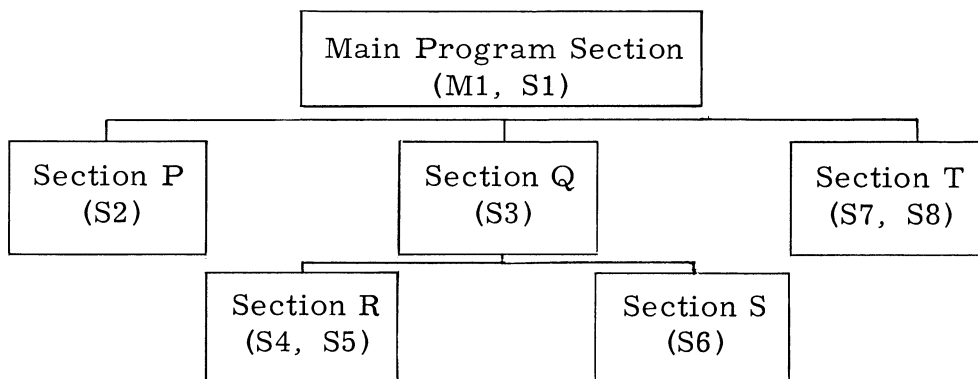 Main Program Section
(M1, S1)
Section P
(S2)
Section Q
(S3)
Section T
(S7, S8)
Section R
(S4, S5)
Section S
(S6)